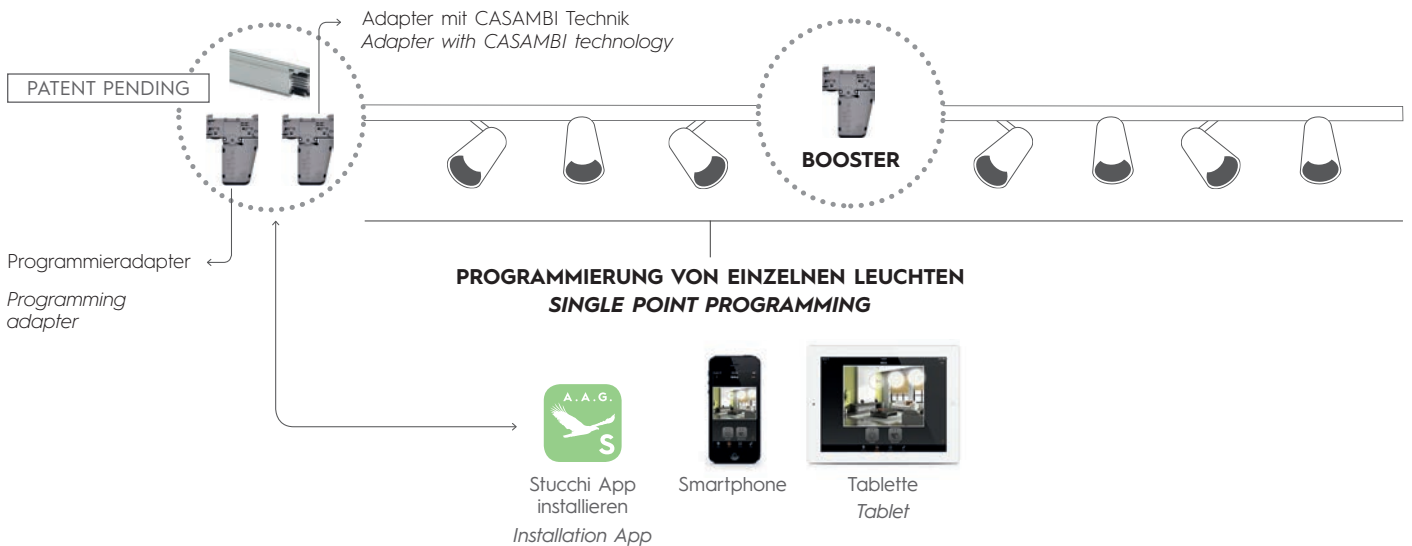 Adapter mit CASAMBI Technik
Adapter with CASAMBI technology
PATENT PENDING
BOOSTER
Programmieradapter
Programming
adapter
PROGRAMMIERUNG VON EINZELNEN LEUCHTEN
SINGLE POINT PROGRAMMING
A.A.G.
S
Stucchi App
installieren
Installation App
Smartphone
Tablette
Tablet